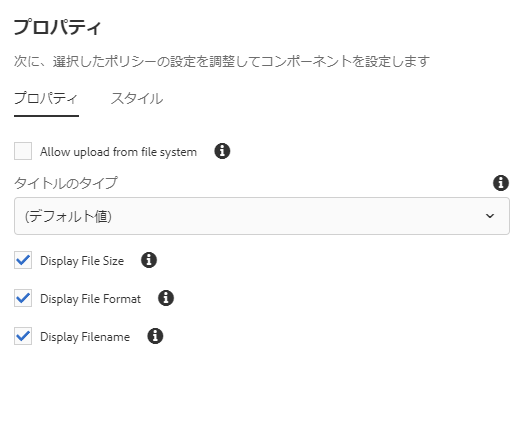 プロパティ
次に、選択したポリシーの設定を調整してコンポーネントを設定します
プロパティ スタイル
Allow upload from file system
タイトルのタイプ
(デフォルト値)
Display File Size
Display File Format
Display Filename